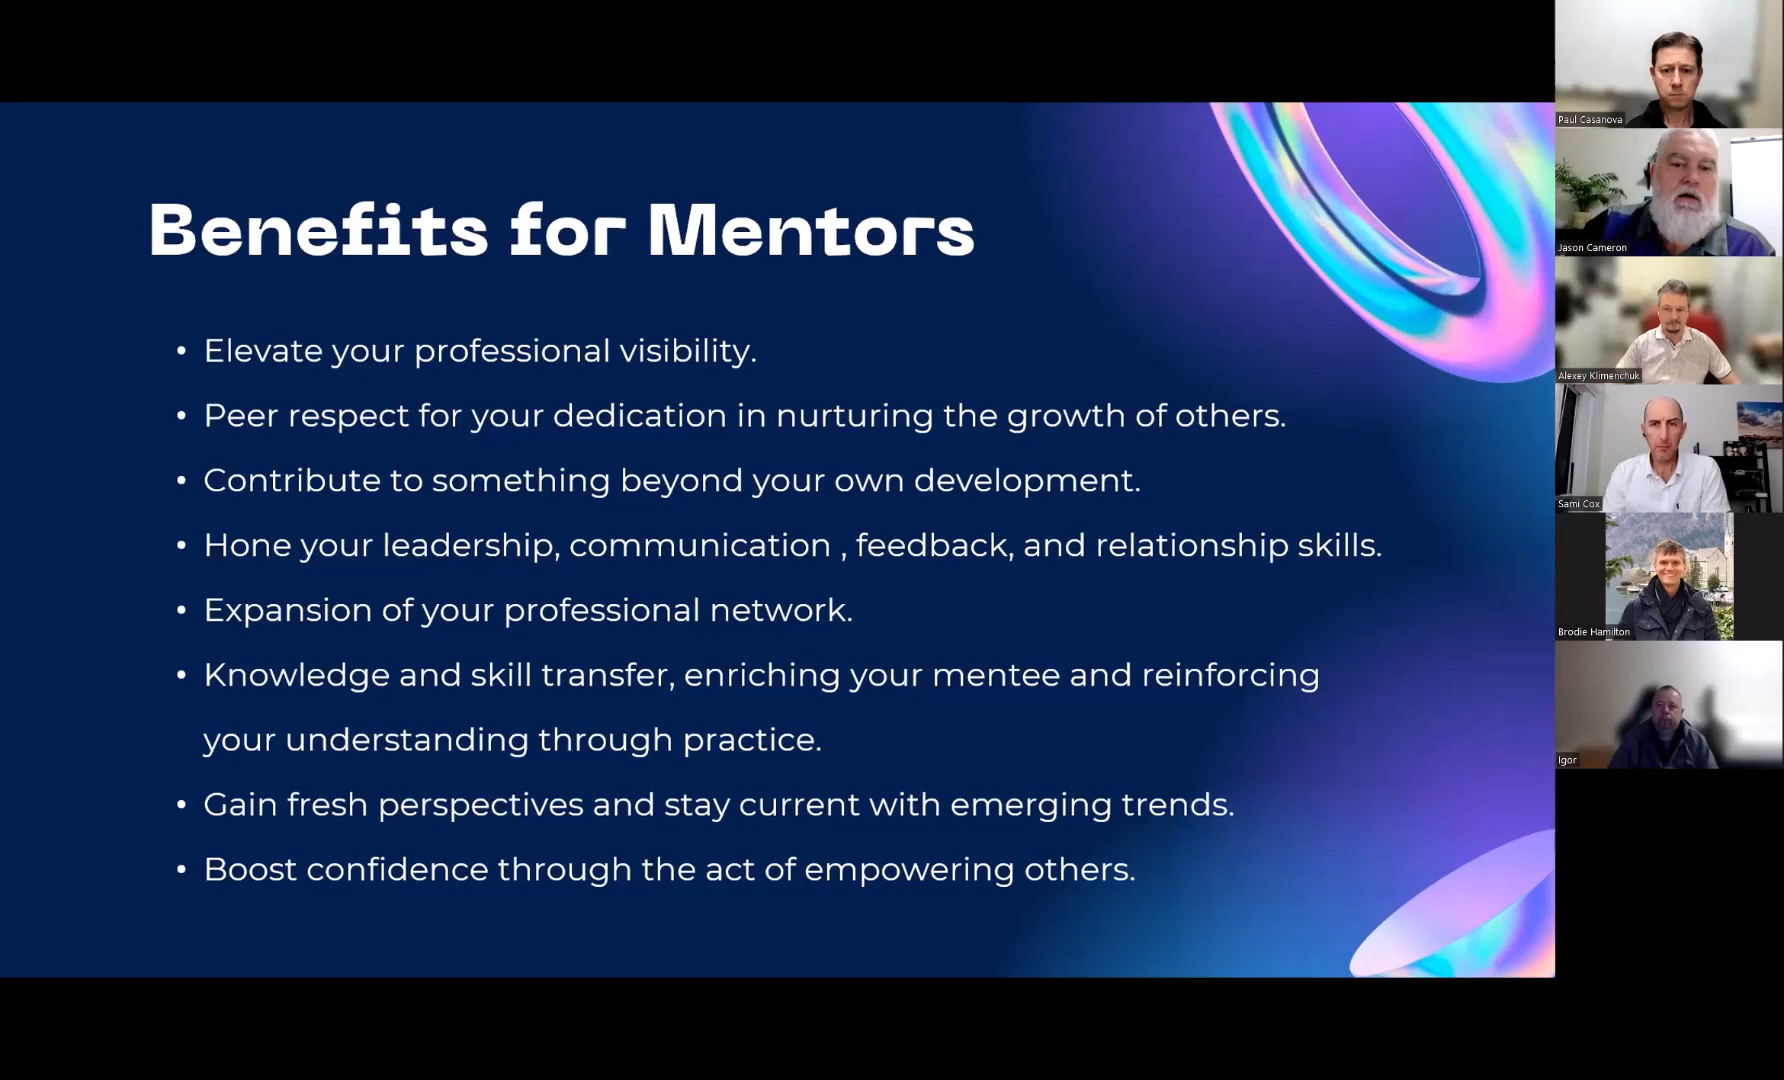 Benefits for Mentors
• Elevate your professional visibility.
• Peer respect for your dedication in nurturing the growth of others.
• Contribute to something beyond your own development.
• Hone your leadership, communication , feedback, and relationship skills.
• Expansion of your professional network.
• Knowledge and skill transfer, enriching your mentee and reinforcing
your understanding through practice.
• Gain fresh perspectives and stay current with emerging trends.
• Boost confidence through the act of empowering others.
Paul Casanova
Jason Cameron
Alexey Klimenchuk
Sami Cox
Brodie Hamilton
Igor